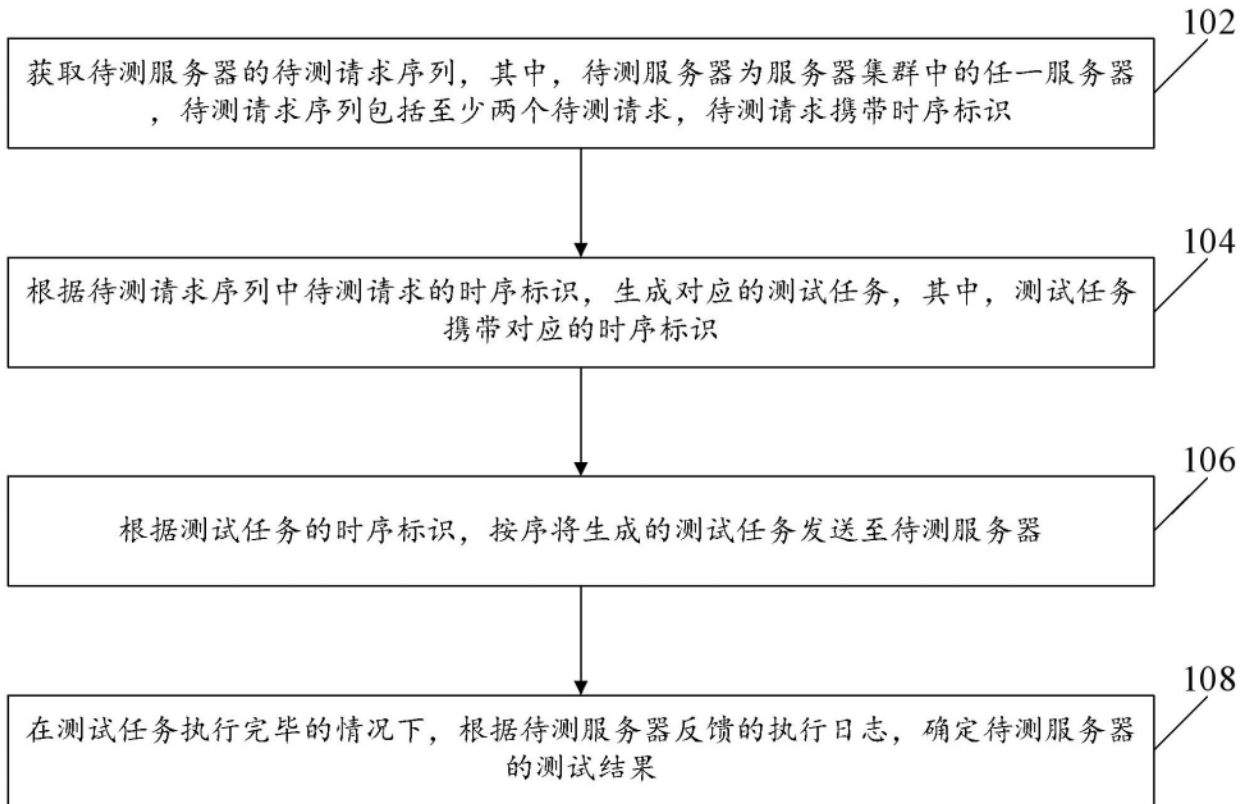 102
获取待测服务器的待测请求序列，其中，待测服务器为服务器集群中的任一服务器
，待测请求序列包括至少两个待测请求，待测请求携带时序标识
104
根据待测请求序列中待测请求的时序标识，生成对应的测试任务，其中，测试任务
携带对应的时序标识
106
根据测试任务的时序标识，按序将生成的测试任务发送至待测服务器
108
在测试任务执行完毕的情况下，根据待测服务器反馈的执行日志，确定待测服务器
的测试结果